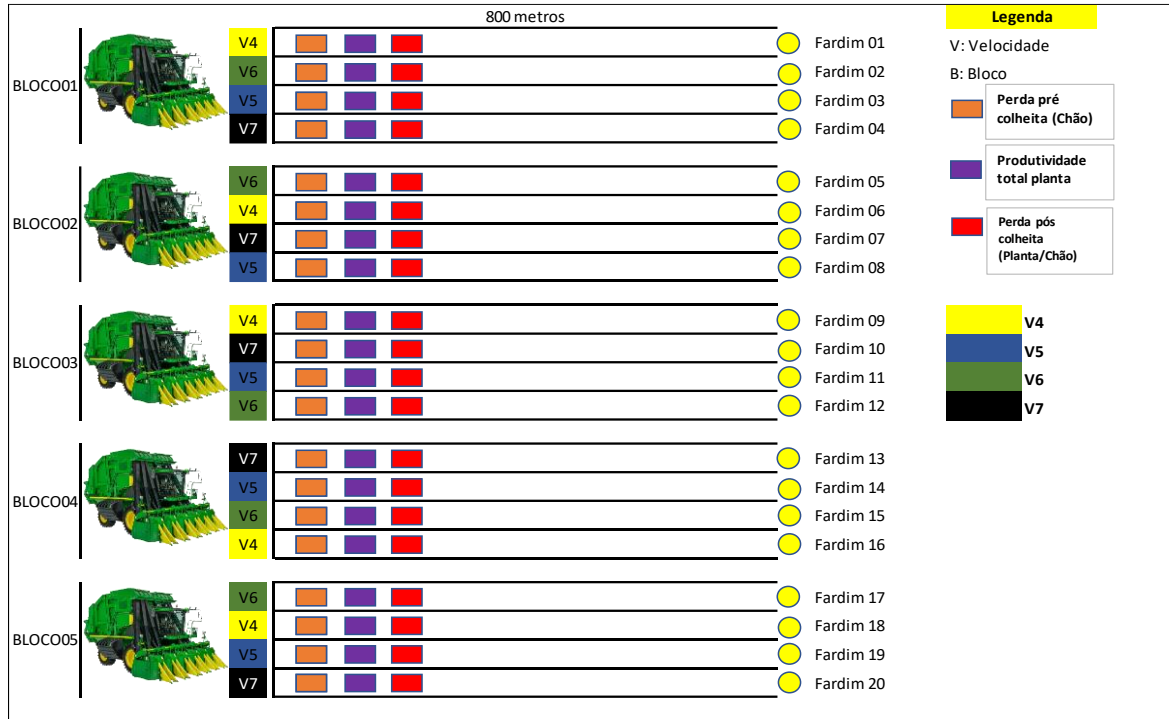 800 metros
BLOCO01
V4 Fardim 01
V6 Fardim 02
V5 Fardim 03
V7 Fardim 04
BLOCO02
V6 Fardim 05
V4 Fardim 06
V7 Fardim 07
V5 Fardim 08
BLOCO03
V4 Fardim 09
V7 Fardim 10
V5 Fardim 11
V6 Fardim 12
BLOCO04
V7 Fardim 13
V5 Fardim 14
V6 Fardim 15
V4 Fardim 16
BLOCO05
V6 Fardim 17
V4 Fardim 18
V5 Fardim 19
V7 Fardim 20
Legenda
V: Velocidade
B: Bloco
Perda pré
colheita (Chão)
Produtividade
total planta
Perda pós
colheita
(Planta/Chão)
V4
V5
V6
V7